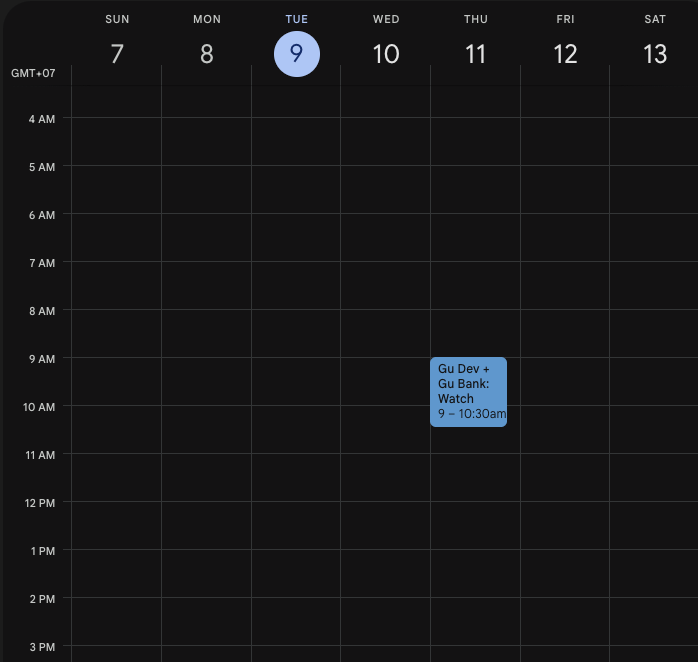 SUN MON TUE WED THU FRI SAT
7 8 9 10 11 12 13
GMT+07
4 AM
5 AM
6 AM
7 AM
8 AM
9 AM
Gu Dev +
Gu Bank:
Watch
9 – 10:30am
10 AM
11 AM
12 PM
1 PM
2 PM
3 PM